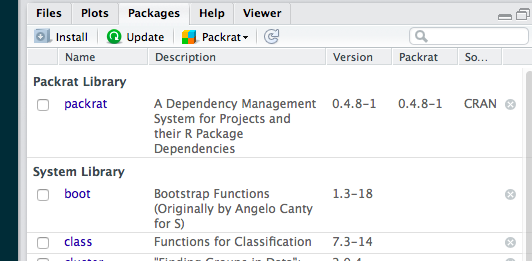 Files Plots Packages Help Viewer
Install Update Packrat
Name Description Version Packrat So...
Packrat Library
packrat A Dependency Management 0.4.8-1 0.4.8-1 CRAN
System for Projects and
their R Package
Dependencies
System Library
boot Bootstrap Functions 1.3-18
(Originally by Angelo Canty
for S)
class Functions for Classification 7.3-14
cluster "Finding Groups in Data":